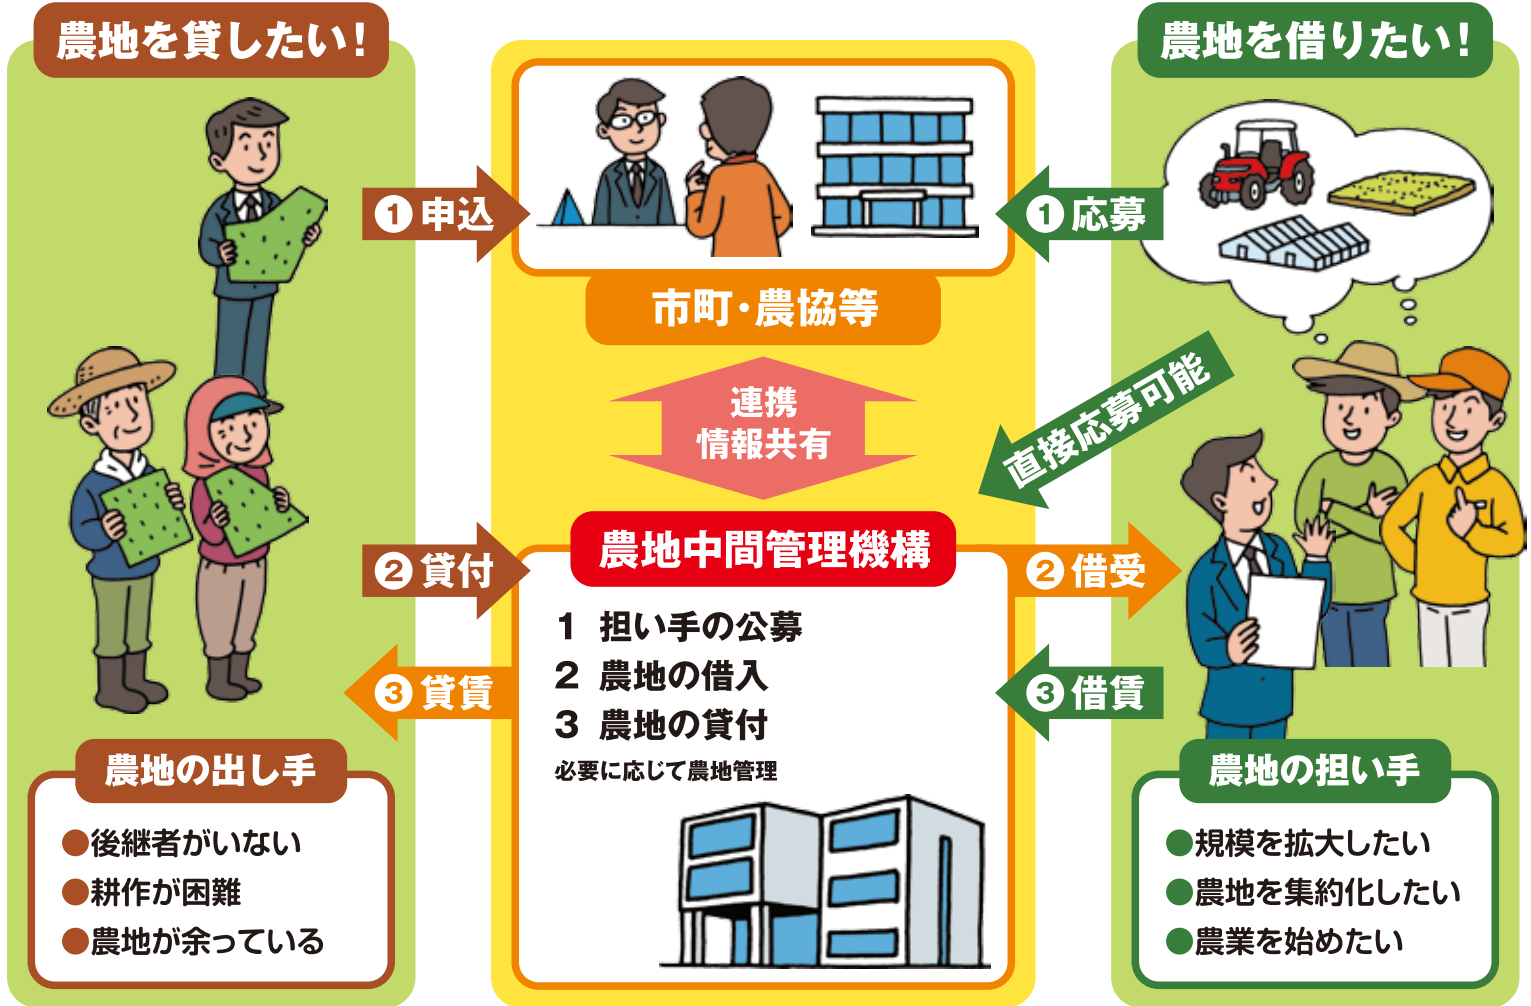 農地を貸したい！
農地を借りたい！
❶申込
❶応募
市町・農協等
連携
情報共有
直接応募可能
農地中間管理機構
❷貸付
❷借受
❸貸賃
❸借賃
1 担い手の公募
2 農地の借入
3 農地の貸付
必要に応じて農地管理
農地の出し手
●後継者がいない
●耕作が困難
●農地が余っている
農地の担い手
●規模を拡大したい
●農地を集約化したい
●農業を始めたい